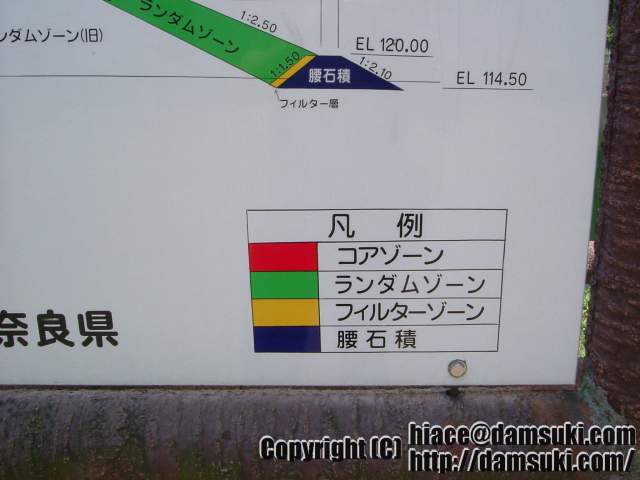 1:2.50
ランダムゾーン
ンダムゾーン(旧)
EL 120.00
1:1.50
腰石積
1:2.10
EL 114.50
フィルター層
凡 例
コアゾーン
ランダムゾーン
フィルターゾーン
腰石積
奈良県
Copyright (C) hiace@damsuki.com
http://damsuki.com/